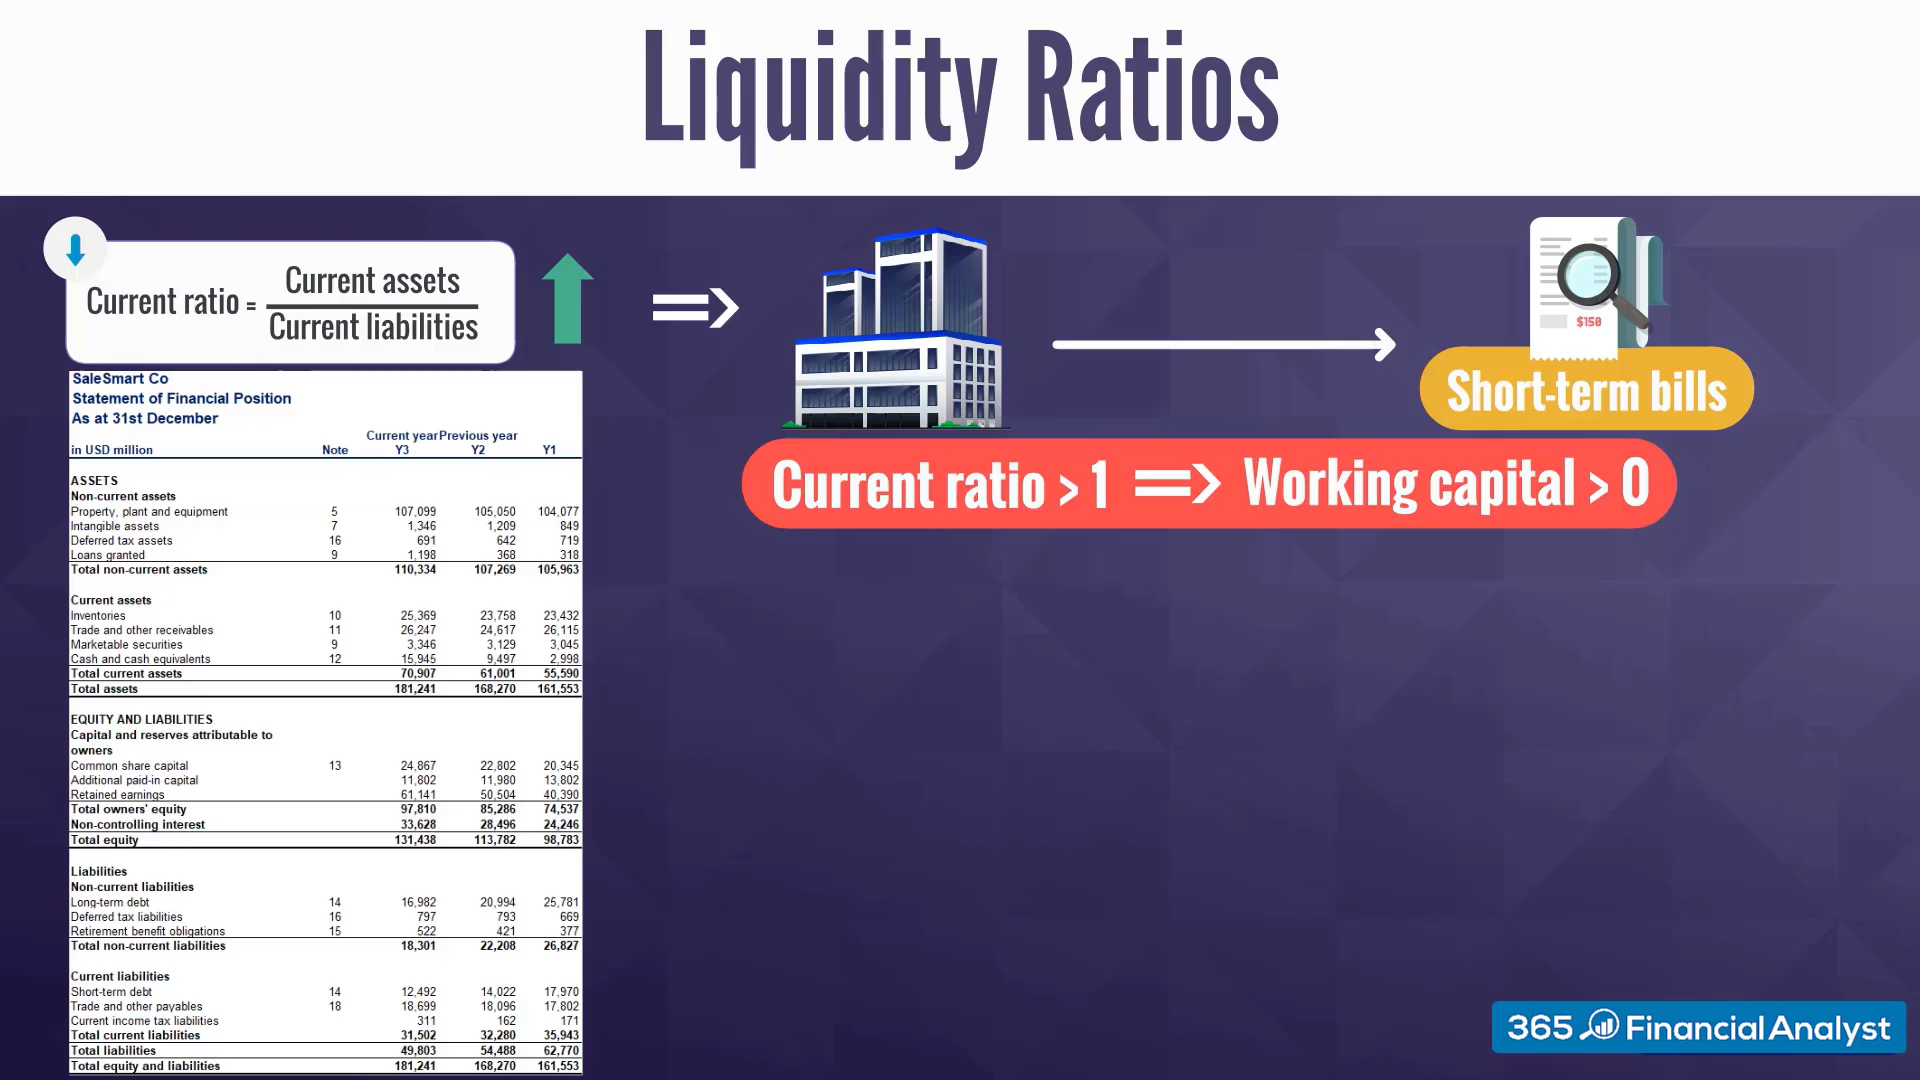 Liquidity Ratios
Current ratio = Current assets
Current liabilities
$150
Short-term bills
Current ratio > 1 => Working capital > 0
SaleSmart Co
Statement of Financial Position
As at 31st December
Current year Previous year
in USD million Note Y3 Y2 Y1
ASSETS
Non-current assets
Property, plant and equipment 5 107,099 105,050 104,077
Intangible assets 7 1,346 1,209 849
Deferred tax assets 16 691 642 719
Loans granted 9 1,198 368 318
Total non-current assets 110,334 107,269 105,963
Current assets
Inventories 10 25,369 23,758 23,432
Trade and other receivables 11 26,247 24,617 26,115
Marketable securities 9 3,346 3,129 3,045
Cash and cash equivalents 12 15,945 9,497 2,998
Total current assets 70,907 61,001 55,590
Total assets 181,241 168,270 161,553
EQUITY AND LIABILITIES
Capital and reserves attributable to
owners
Common share capital 13 24,867 22,802 20,345
Additional paid-in capital 11,802 11,980 13,802
Retained earnings 61,141 50,504 40,390
Total owners' equity 97,810 85,286 74,537
Non-controlling interest 33,628 28,496 24,246
Total equity 131,438 113,782 98,783
Liabilities
Non-current liabilities
Long-term debt 14 16,982 20,994 25,781
Deferred tax liabilities 16 797 793 669
Retirement benefit obligations 15 522 421 377
Total non-current liabilities 18,301 22,208 26,827
Current liabilities
Short-term debt 14 12,492 14,022 17,970
Trade and other payables 18 18,699 18,096 17,802
Current income tax liabilities 311 162 171
Total current liabilities 31,502 32,280 35,943
Total liabilities 49,803 54,488 62,770
Total equity and liabilities 181,241 168,270 161,553
365 Financial Analyst